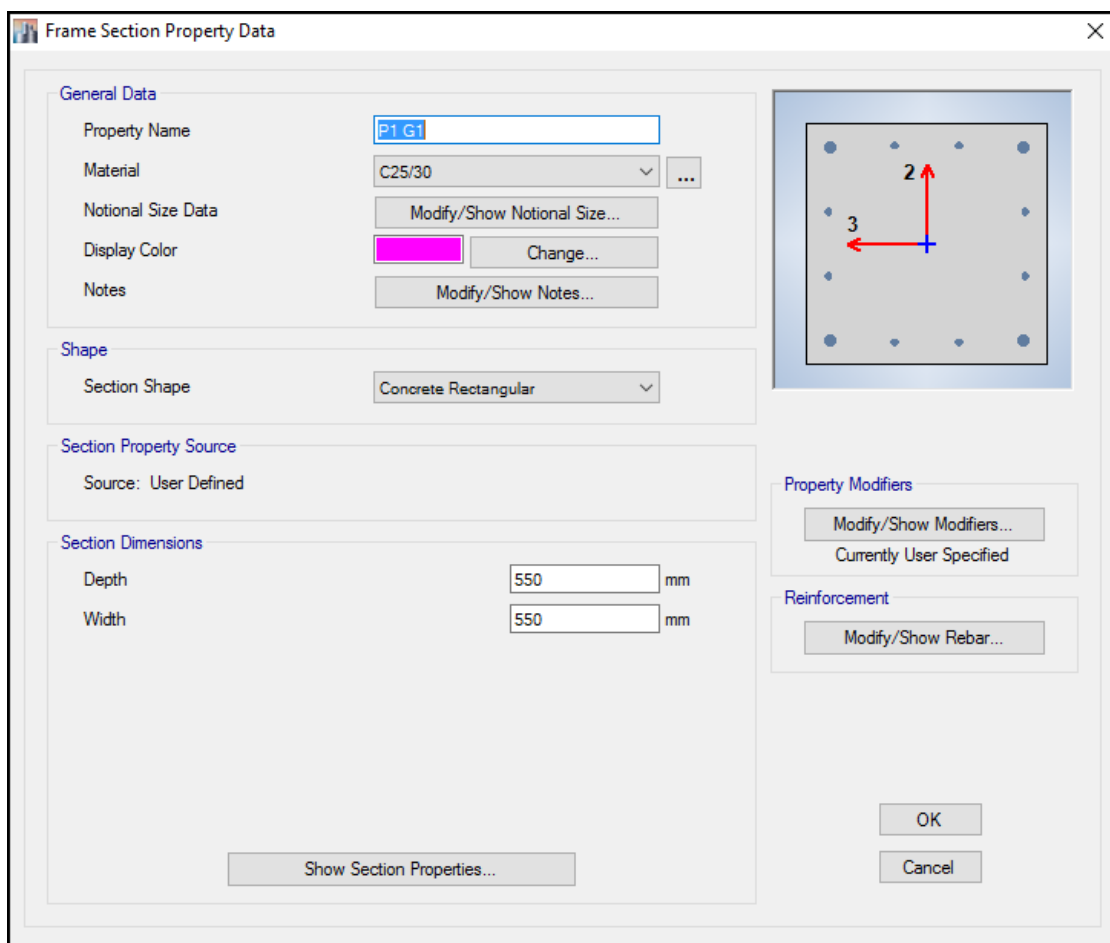 Frame Section Property Data
General Data
Property Name
P1 G1
Material
C25/30
...
Notional Size Data
Modify/Show Notional Size...
Display Color
Change...
Notes
Modify/Show Notes...
2
3
Shape
Section Shape
Concrete Rectangular
Section Property Source
Source: User Defined
Property Modifiers
Modify/Show Modifiers...
Currently User Specified
Section Dimensions
Depth
550 mm
Width
550 mm
Reinforcement
Modify/Show Rebar...
Show Section Properties...
OK
Cancel